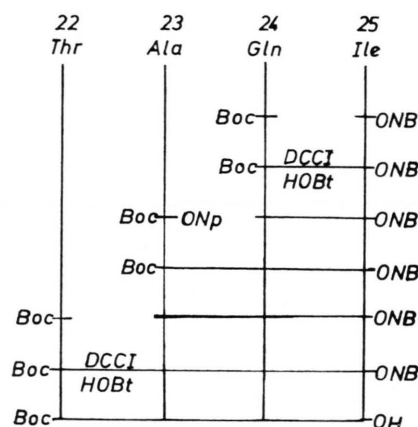 22 23 24 25
Thr Ala Gln Ile
Boc ONB
Boc DCCI ONB
HOBt
Boc ONp ONB
Boc ONB
Boc ONB
Boc DCCI ONB
HOBt
Boc OH